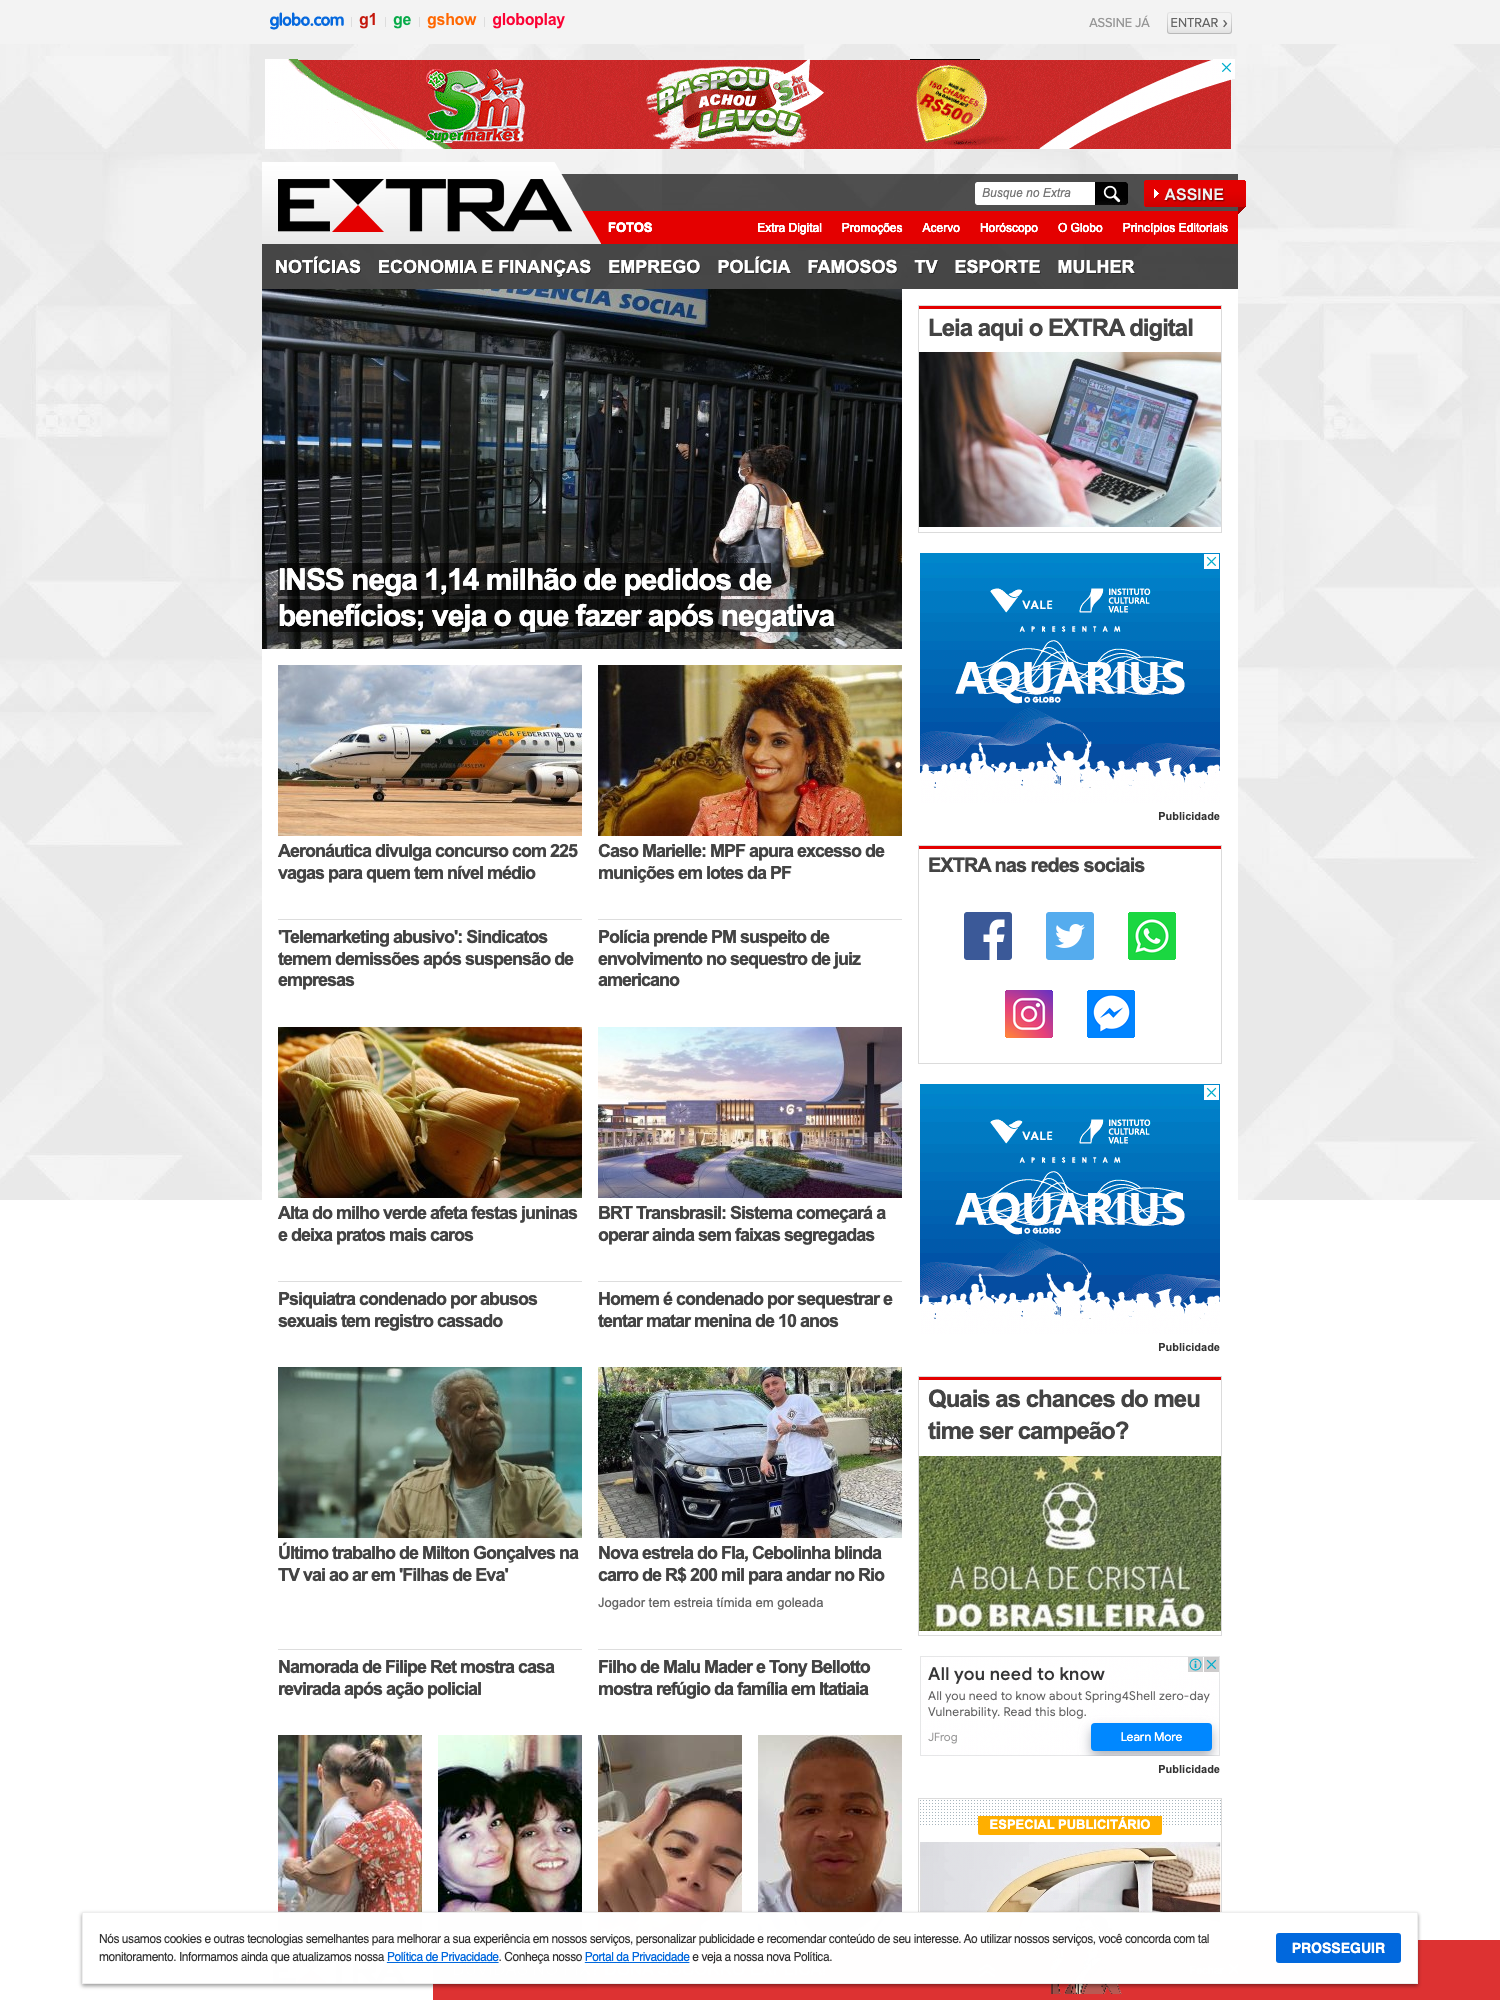 globo.com g1 ge gshow globoplay
ASSINE JÁ ENTRAR
Supermarket
RASPOU
ACHOU
LEVOU
150 CHANCES
R$500
EXTRA
Busque no Extra
ASSINE
FOTOS Extra Digital Promoções Acervo Horóscopo O Globo Princípios Editoriais
NOTÍCIAS ECONOMIA E FINANÇAS EMPREGO POLÍCIA FAMOSOS TV ESPORTE MULHER
VIDÊNCIA SOCIAL
INSS nega 1,14 milhão de pedidos de
benefícios; veja o que fazer após negativa
Leia aqui o EXTRA digital
VALE INSTITUTO
CULTURAL
VALE
APRESENTAM
AQUARIUS
O GLOBO
Publicidade
REPÚBLICA FEDERATIVA DO B
Aeronáutica divulga concurso com 225
vagas para quem tem nível médio
Caso Marielle: MPF apura excesso de
munições em lotes da PF
EXTRA nas redes sociais
'Telemarketing abusivo': Sindicatos
temem demissões após suspensão de
empresas
Polícia prende PM suspeito de
envolvimento no sequestro de juiz
americano
Alta do milho verde afeta festas juninas
e deixa pratos mais caros
BRT Transbrasil: Sistema começará a
operar ainda sem faixas segregadas
VALE INSTITUTO
CULTURAL
VALE
APRESENTAM
AQUARIUS
O GLOBO
Publicidade
Psiquiatra condenado por abusos
sexuais tem registro cassado
Homem é condenado por sequestrar e
tentar matar menina de 10 anos
Quais as chances do meu
time ser campeão?
A BOLA DE CRISTAL
DO BRASILEIRÃO
Último trabalho de Milton Gonçalves na
TV vai ao ar em 'Filhas de Eva'
Nova estrela do Fla, Cebolinha blinda
carro de R$ 200 mil para andar no Rio
Jogador tem estreia tímida em goleada
Namorada de Filipe Ret mostra casa
revirada após ação policial
Filho de Malu Mader e Tony Bellotto
mostra refúgio da família em Itatiaia
All you need to know
All you need to know about Spring4Shell zero-day
Vulnerability. Read this blog.
JFrog
Learn More
Publicidade
ESPECIAL PUBLICITÁRIO
Nós usamos cookies e outras tecnologias semelhantes para melhorar a sua experiência em nossos serviços, personalizar publicidade e recomendar conteúdo de seu interesse. Ao utilizar nossos serviços, você concorda com tal
monitoramento. Informamos ainda que atualizamos nossa Política de Privacidade. Conheça nosso Portal da Privacidade e veja a nossa nova Política.
PROSSEGUIR